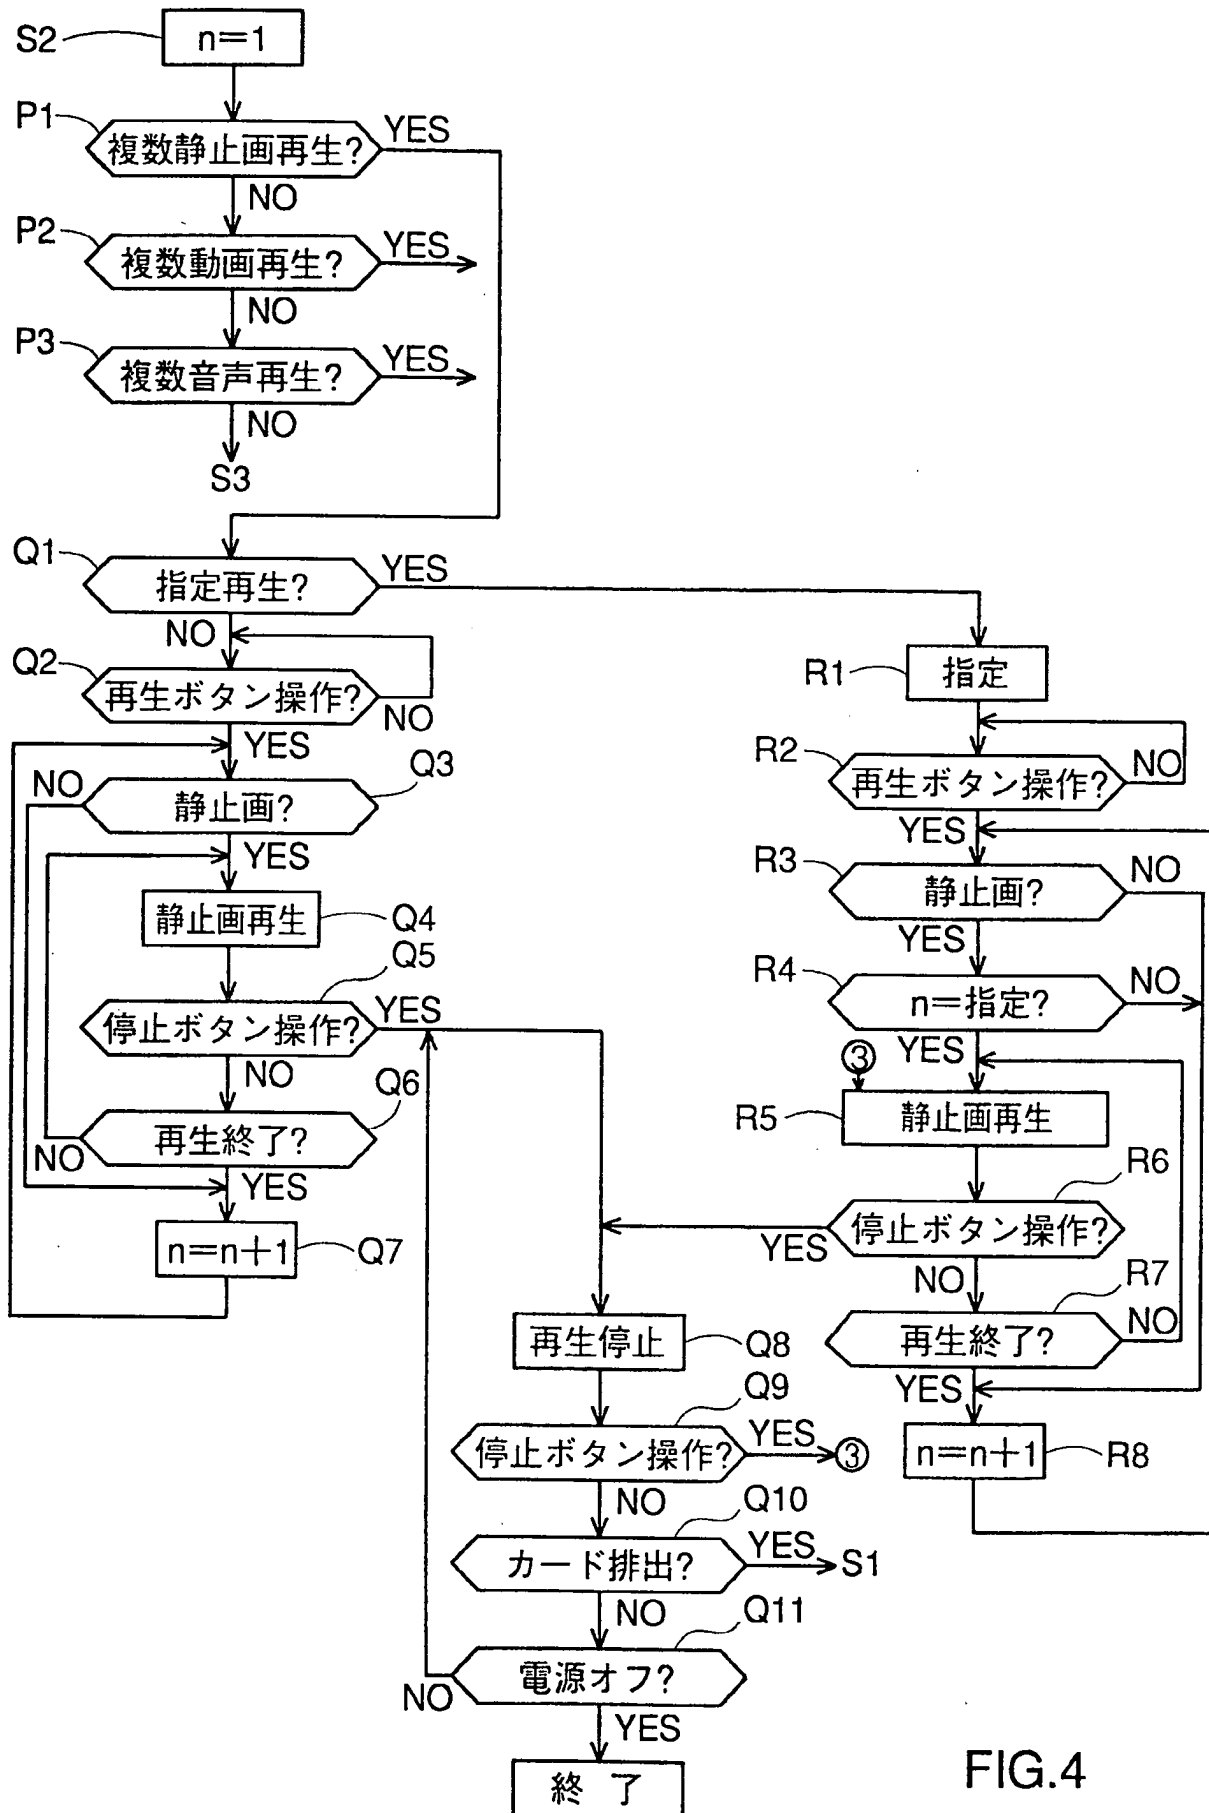 S2
n=1
P1
複数静止画再生?
YES
NO
P2
複数動画再生?
YES
NO
P3
複数音声再生?
YES
NO
S3
Q1
指定再生?
YES
NO
Q2
再生ボタン操作?
NO
YES
Q3
静止画?
NO
YES
静止画再生
Q4
Q5
停止ボタン操作?
YES
NO
Q6
再生終了?
NO
YES
n=n+1
Q7
R1
指定
R2
再生ボタン操作?
NO
YES
R3
静止画?
NO
YES
R4
n=指定?
NO
YES
③
R5
静止画再生
R6
停止ボタン操作?
YES
NO
R7
再生終了?
NO
YES
n=n+1
R8
再生停止
Q8
Q9
停止ボタン操作?
YES
③
NO
Q10
カード排出?
YES
S1
NO
Q11
電源オフ?
NO
YES
終 了
FIG.4